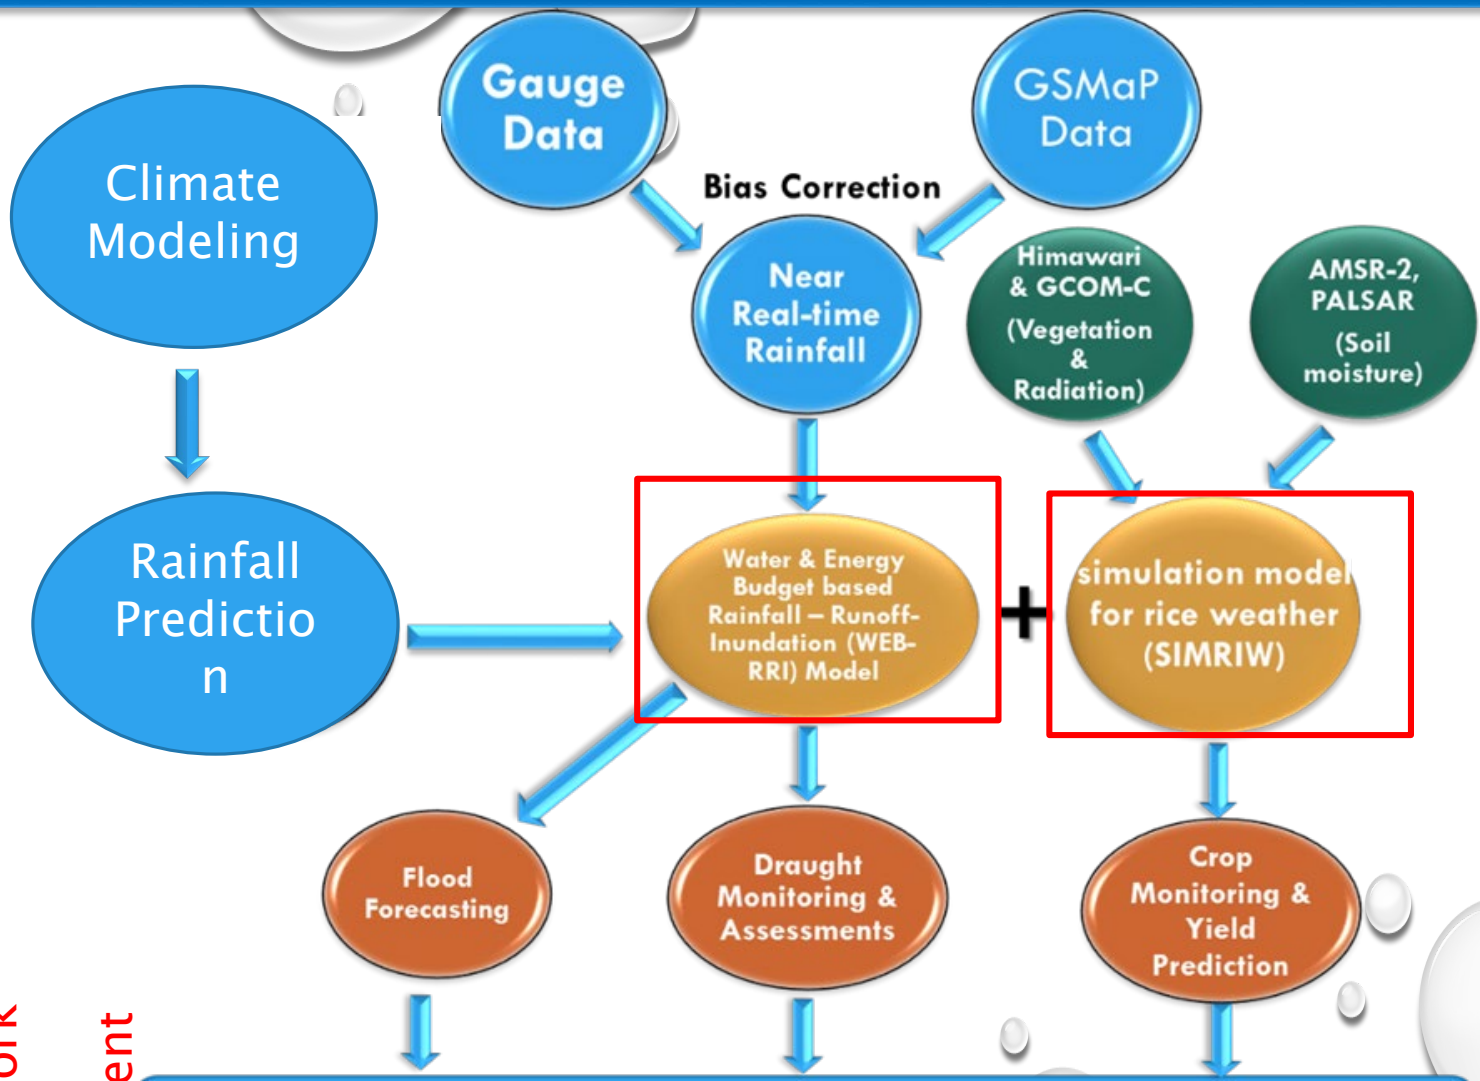 Gauge
Data
GSMaP
Data
Climate
Modeling
Bias Correction
Near
Real-time
Rainfall
Himawari
& GCOM-C
(Vegetation
&
Radiation)
AMSR-2,
PALSAR
(Soil
moisture)
Rainfall
Predictio
n
Water & Energy
Budget based
Rainfall – Runoff-
Inundation (WEB-
RRI) Model
+
simulation model
for rice weather
(SIMRIW)
Flood
Forecasting
Draught
Monitoring &
Assessments
Crop
Monitoring &
Yield
Prediction
ent